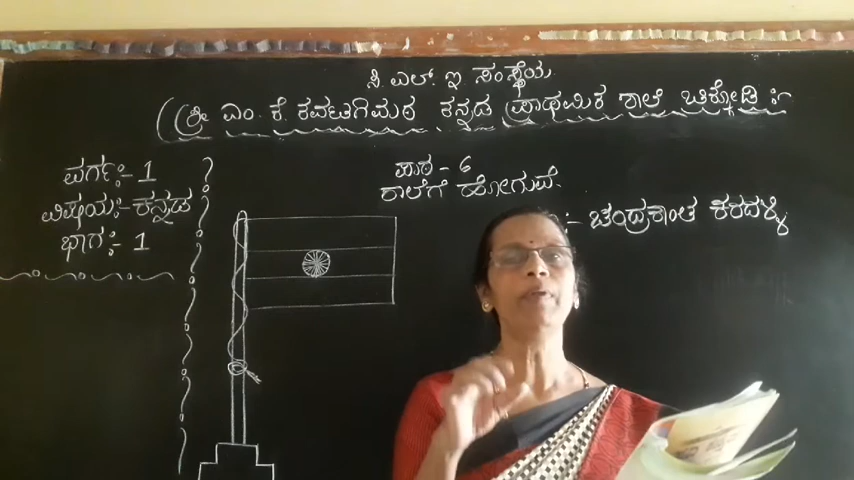 ಸಿ. ಎಲ್. ಇ ಸಂಸ್ಥೆಯ
ಶ್ರೀ ಎಂ. ಕೆ. ಕವಟಗಿಮಠ ಕನ್ನಡ ಪ್ರಾಥಮಿಕ ಶಾಲೆ ಚಿಕ್ಕೋಡಿ :-
ವರ್ಗ:- 1
ವಿಷಯ:- ಕನ್ನಡ
ಭಾಗ:- 1
ಪಾಠ - 6
ಶಾಲೆಗೆ ಹೋಗುವೆ.
:- ಚಂದ್ರಕಾಂತ ಕರದಳ್ಳಿ